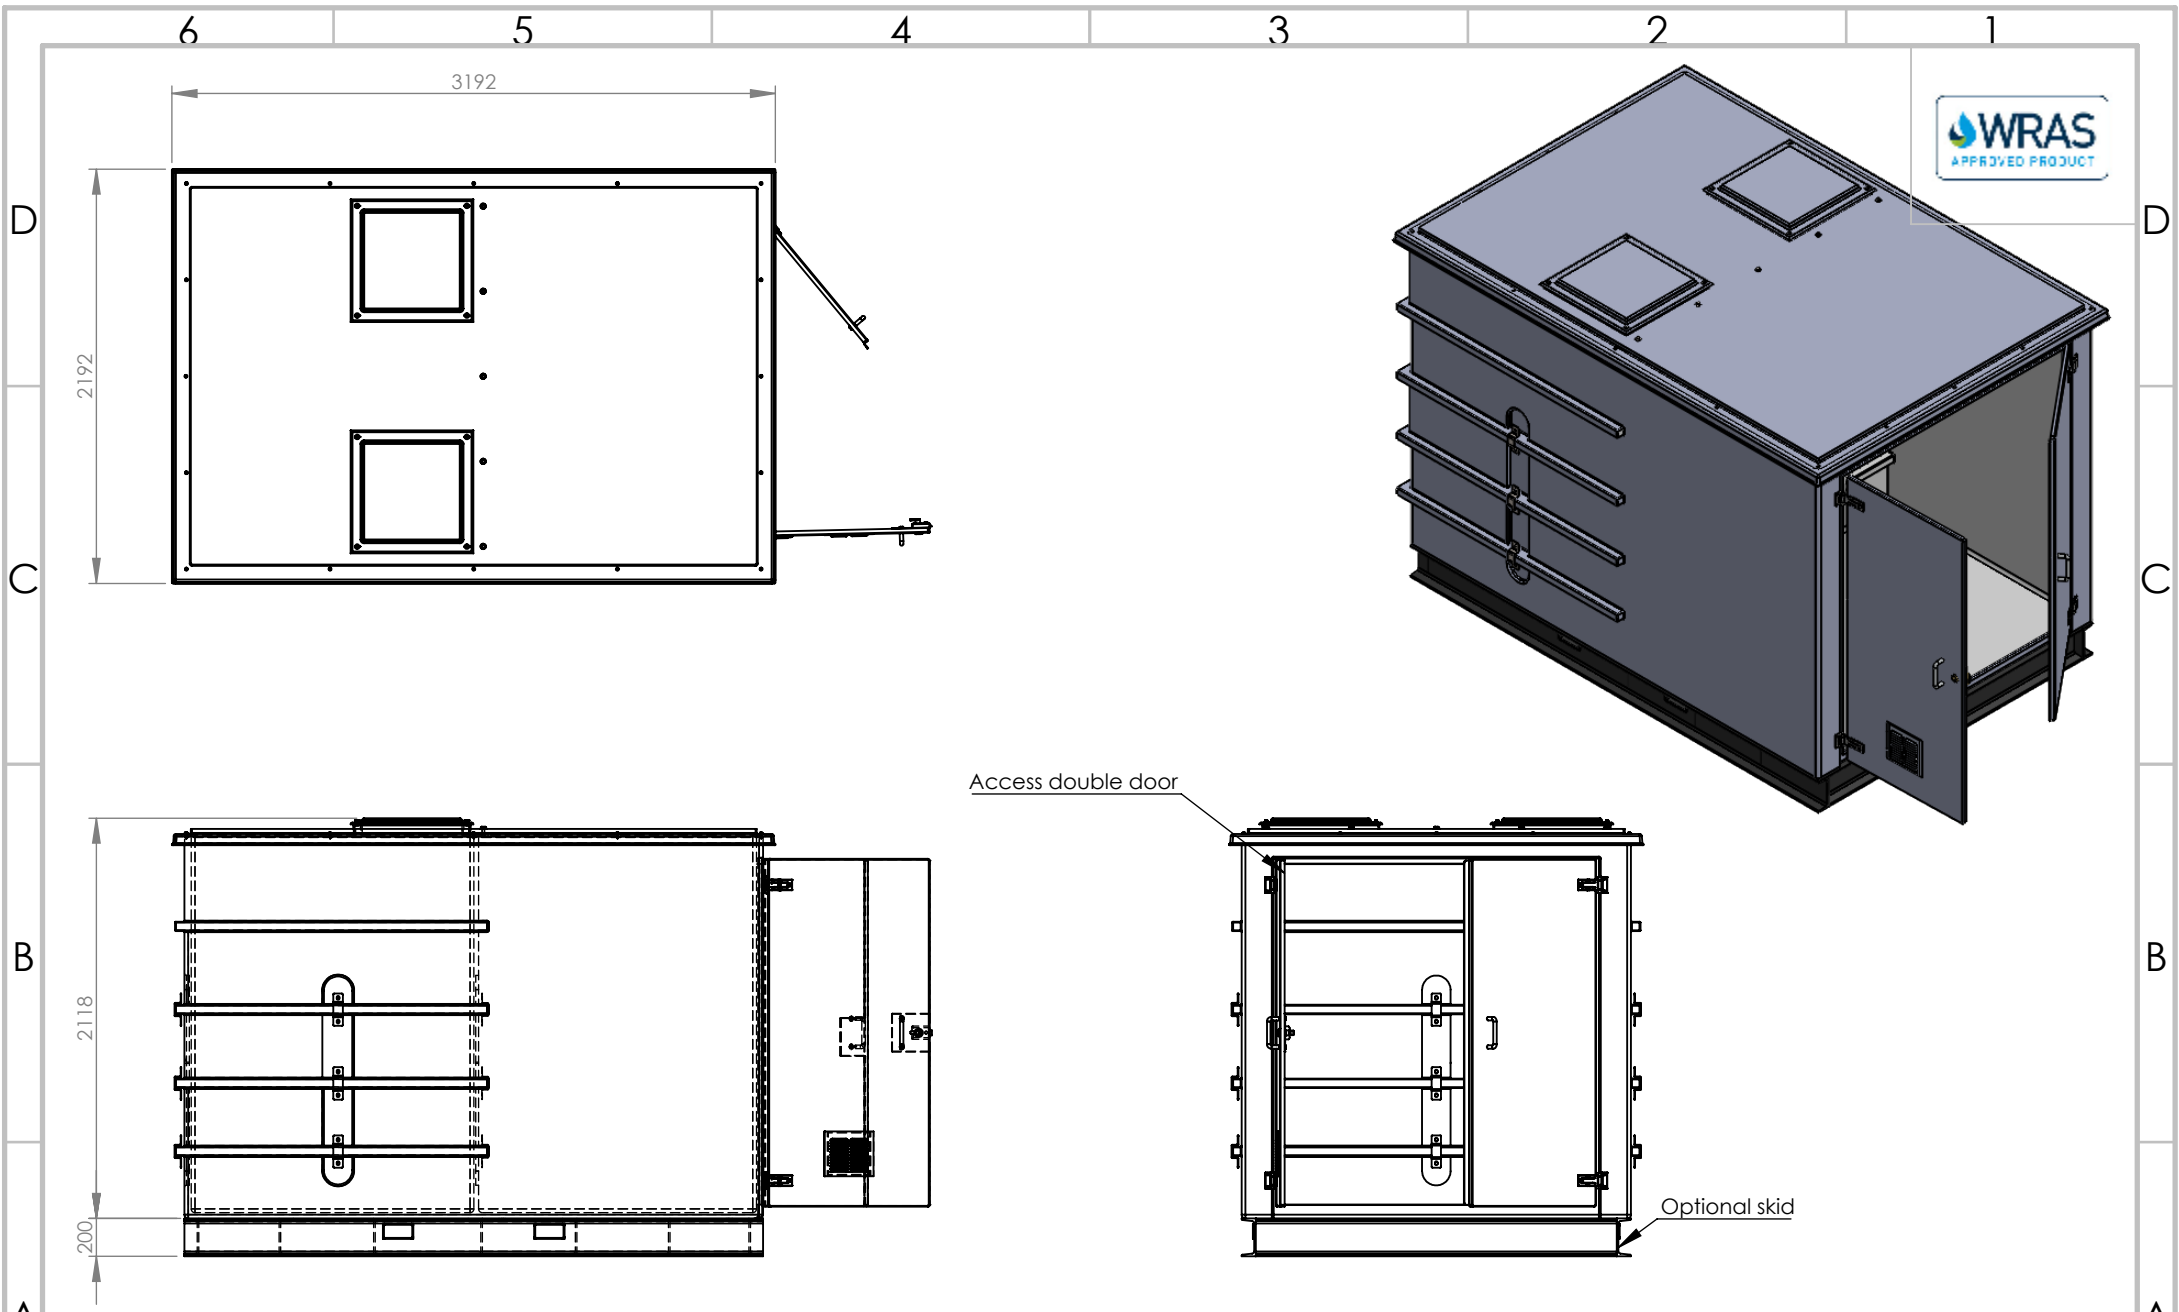 6 5 4 3 2 1
3192
WRAS
APPROVED PRODUCT
D D
2192
C C
Access double door
B B
2118
Optional skid
200
A A